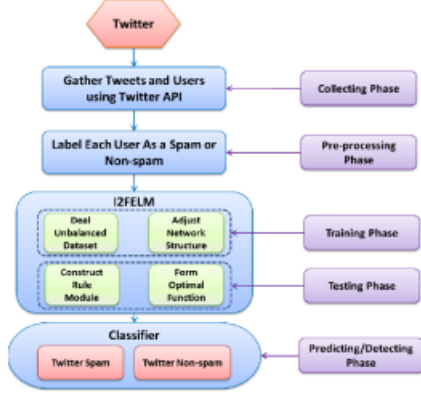 Twitter
Gather Tweets and Users
using Twitter API
Collecting Phase
Label Each User As a Spam or
Non-spam
Pre-processing
Phase
I2FELM
Deal
Unbalanced
Dataset
Adjust
Network
Structure
Training Phase
Construct
Rule
Module
Form
Optimal
Function
Testing Phase
Classifier
Twitter Spam
Twitter Non-spam
Predicting/Detecting
Phase